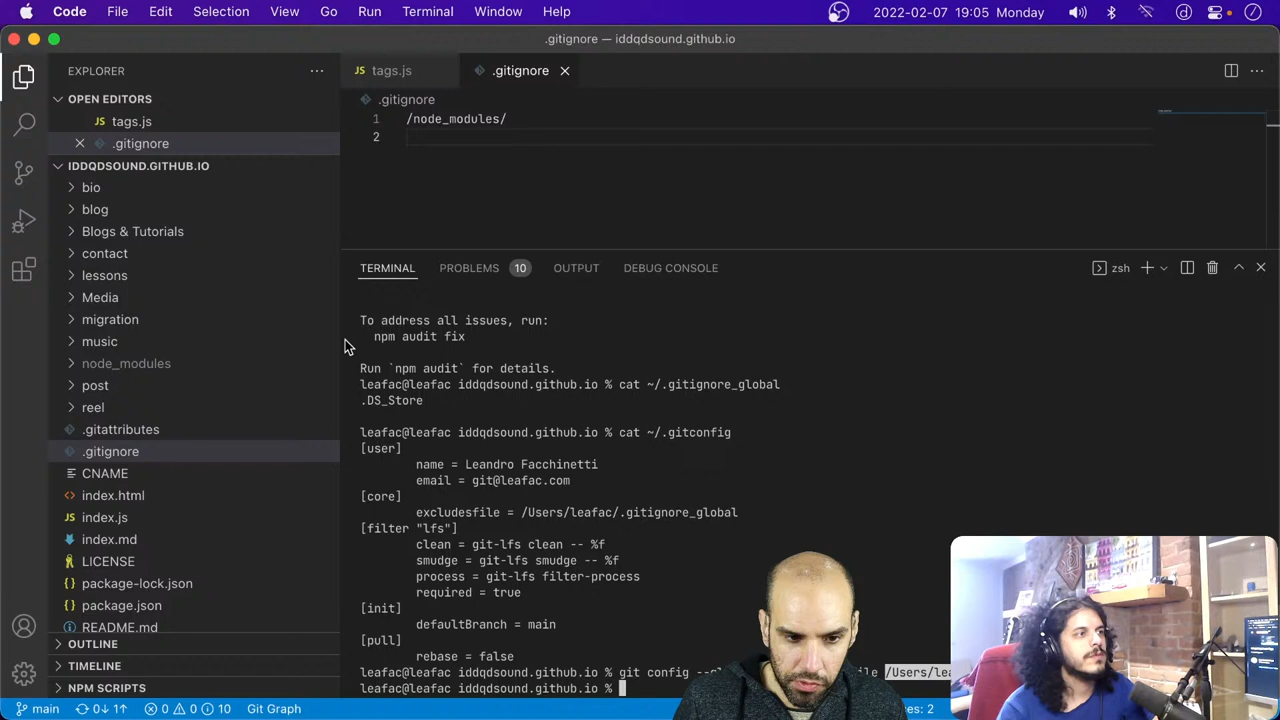 Code File Edit Selection View Go Run Terminal Window Help 2022-02-07 19:05 Monday
.gitignore — iddqdsound.github.io
EXPLORER
tags.js .gitignore
OPEN EDITORS
tags.js
.gitignore
.gitignore
1 /node_modules/
2
IDDQDSOUND.GITHUB.IO
bio
blog
Blogs & Tutorials
contact
lessons
Media
migration
music
node_modules
post
reel
.gitattributes
.gitignore
CNAME
index.html
index.js
index.md
LICENSE
package-lock.json
package.json
README.md
OUTLINE
TIMELINE
NPM SCRIPTS
TERMINAL PROBLEMS 10 OUTPUT DEBUG CONSOLE zsh
To address all issues, run:
npm audit fix
Run `npm audit` for details.
leafac@leafac iddqdsound.github.io % cat ~/.gitignore_global
.DS_Store
leafac@leafac iddqdsound.github.io % cat ~/.gitconfig
[user]
name = Leandro Facchinetti
email = git@leafac.com
[core]
excludesfile = /Users/leafac/.gitignore_global
[filter "lfs"]
clean = git-lfs clean -- %f
smudge = git-lfs smudge -- %f
process = git-lfs filter-process
required = true
[init]
defaultBranch = main
[pull]
rebase = false
leafac@leafac iddqdsound.github.io % git config
leafac@leafac iddqdsound.github.io %
main 0↓ 1↑ 0 0 10 Git Graph